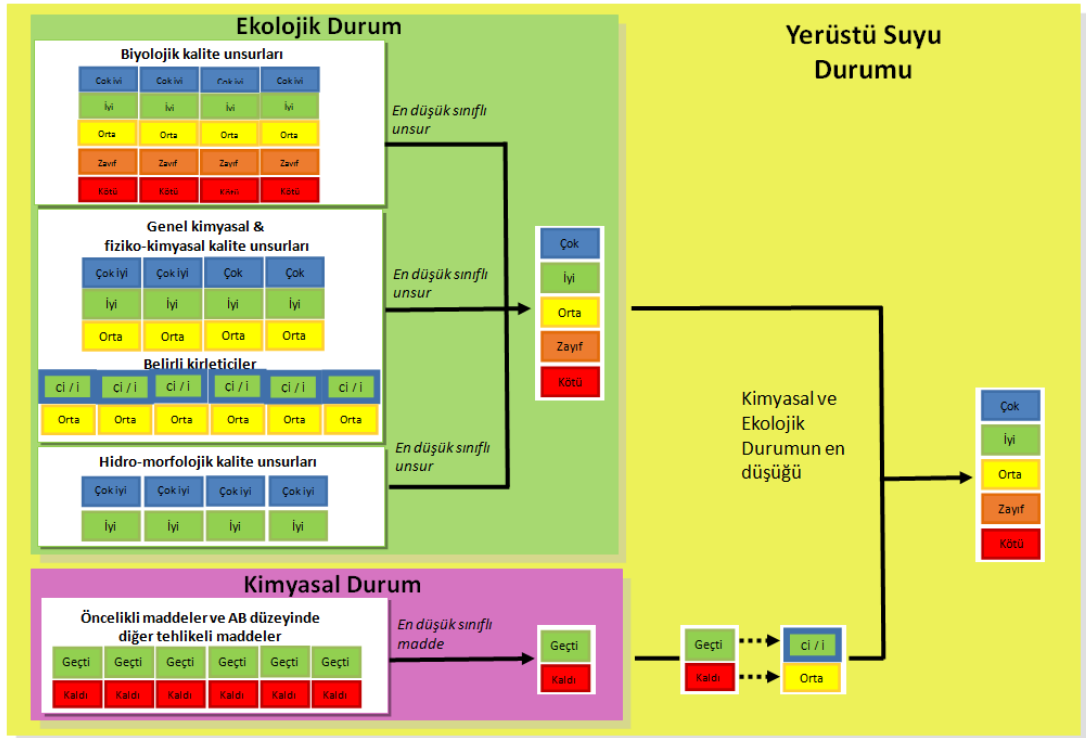 Ekolojik Durum
Biyolojik kalite unsurları
Çok ivi Çok ivi Çok ivi Çok ivi
İyi İvi İvi İvi
Orta Orta Orta Orta
Zayıf Zayıf Zayıf Zayıf
Kötü Kötü Kötü Kötü
En düşük sınıflı
unsur
Genel kimyasal &
fiziko-kimyasal kalite unsurları
Çok iyi Çok iyi Çok Çok
İyi İyi İyi İyi
Orta Orta Orta Orta
En düşük sınıflı
unsur
Belirli kirleticiler
ci / i ci / i ci / i ci / i ci / i ci / i
Orta Orta Orta Orta Orta Orta
En düşük sınıflı
unsur
Hidro-morfolojik kalite unsurları
Çok iyi Çok iyi Çok iyi Çok iyi
İyi İyi İyi İyi
Çok
İyi
Orta
Zayıf
Kötü
Kimyasal Durum
Öncelikli maddeler ve AB düzeyinde
diğer tehlikeli maddeler
Geçti Geçti Geçti Geçti Geçti Geçti
Kaldı Kaldı Kaldı Kaldı Kaldı Kaldı
En düşük sınıflı
madde
Geçti
Kaldı
Geçti
Kaldı
ci / i
Orta
Yerüstü Suyu
Durumu
Kimyasal ve
Ekolojik
Durumun en
düşüğü
Çok
İyi
Orta
Zayıf
Kötü